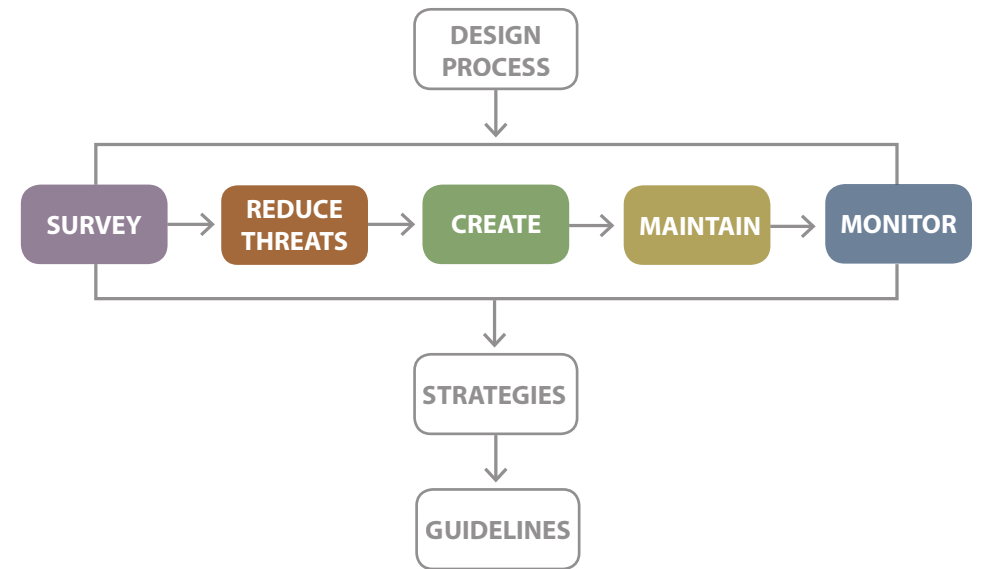 DESIGN
PROCESS
SURVEY
REDUCE
THREATS
CREATE
MAINTAIN
MONITOR
STRATEGIES
GUIDELINES